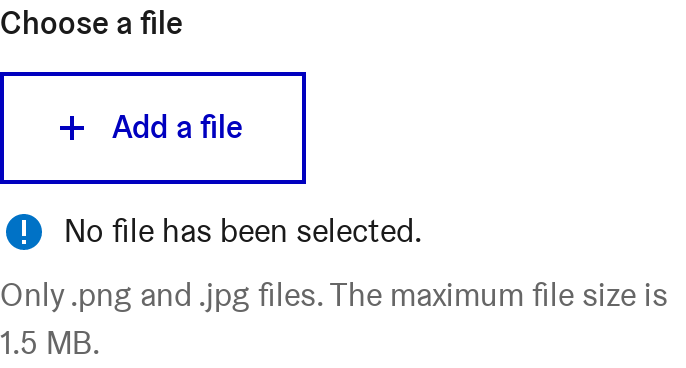 Choose a file
+ Add a file
No file has been selected.
Only .png and .jpg files. The maximum file size is
1.5 MB.